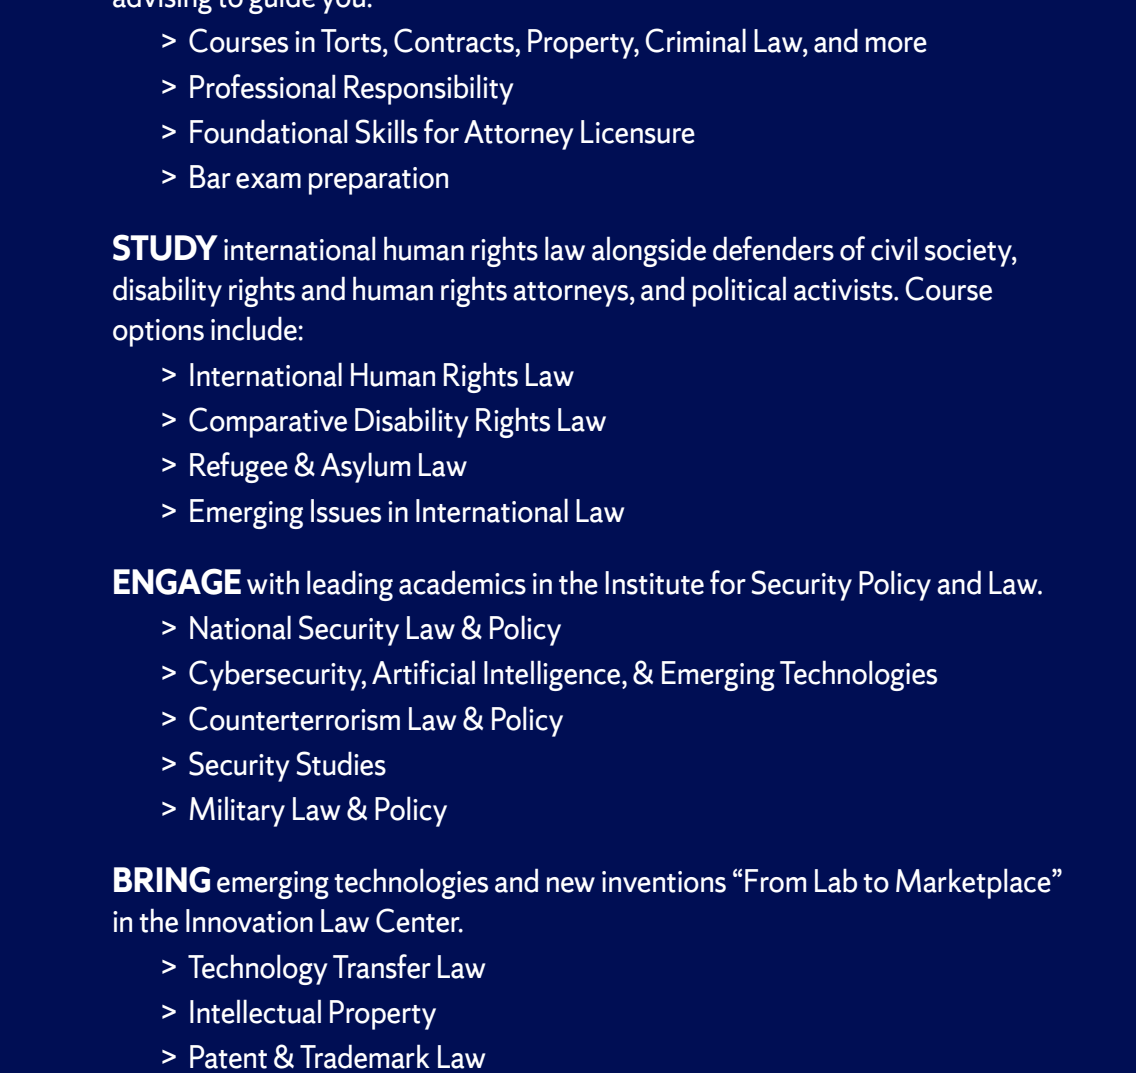 advising to guide you.
> Courses in Torts, Contracts, Property, Criminal Law, and more
> Professional Responsibility
> Foundational Skills for Attorney Licensure
> Bar exam preparation
STUDY international human rights law alongside defenders of civil society,
disability rights and human rights attorneys, and political activists. Course
options include:
> International Human Rights Law
> Comparative Disability Rights Law
> Refugee & Asylum Law
> Emerging Issues in International Law
ENGAGE with leading academics in the Institute for Security Policy and Law.
> National Security Law & Policy
> Cybersecurity, Artificial Intelligence, & Emerging Technologies
> Counterterrorism Law & Policy
> Security Studies
> Military Law & Policy
BRING emerging technologies and new inventions “From Lab to Marketplace”
in the Innovation Law Center.
> Technology Transfer Law
> Intellectual Property
> Patent & Trademark Law